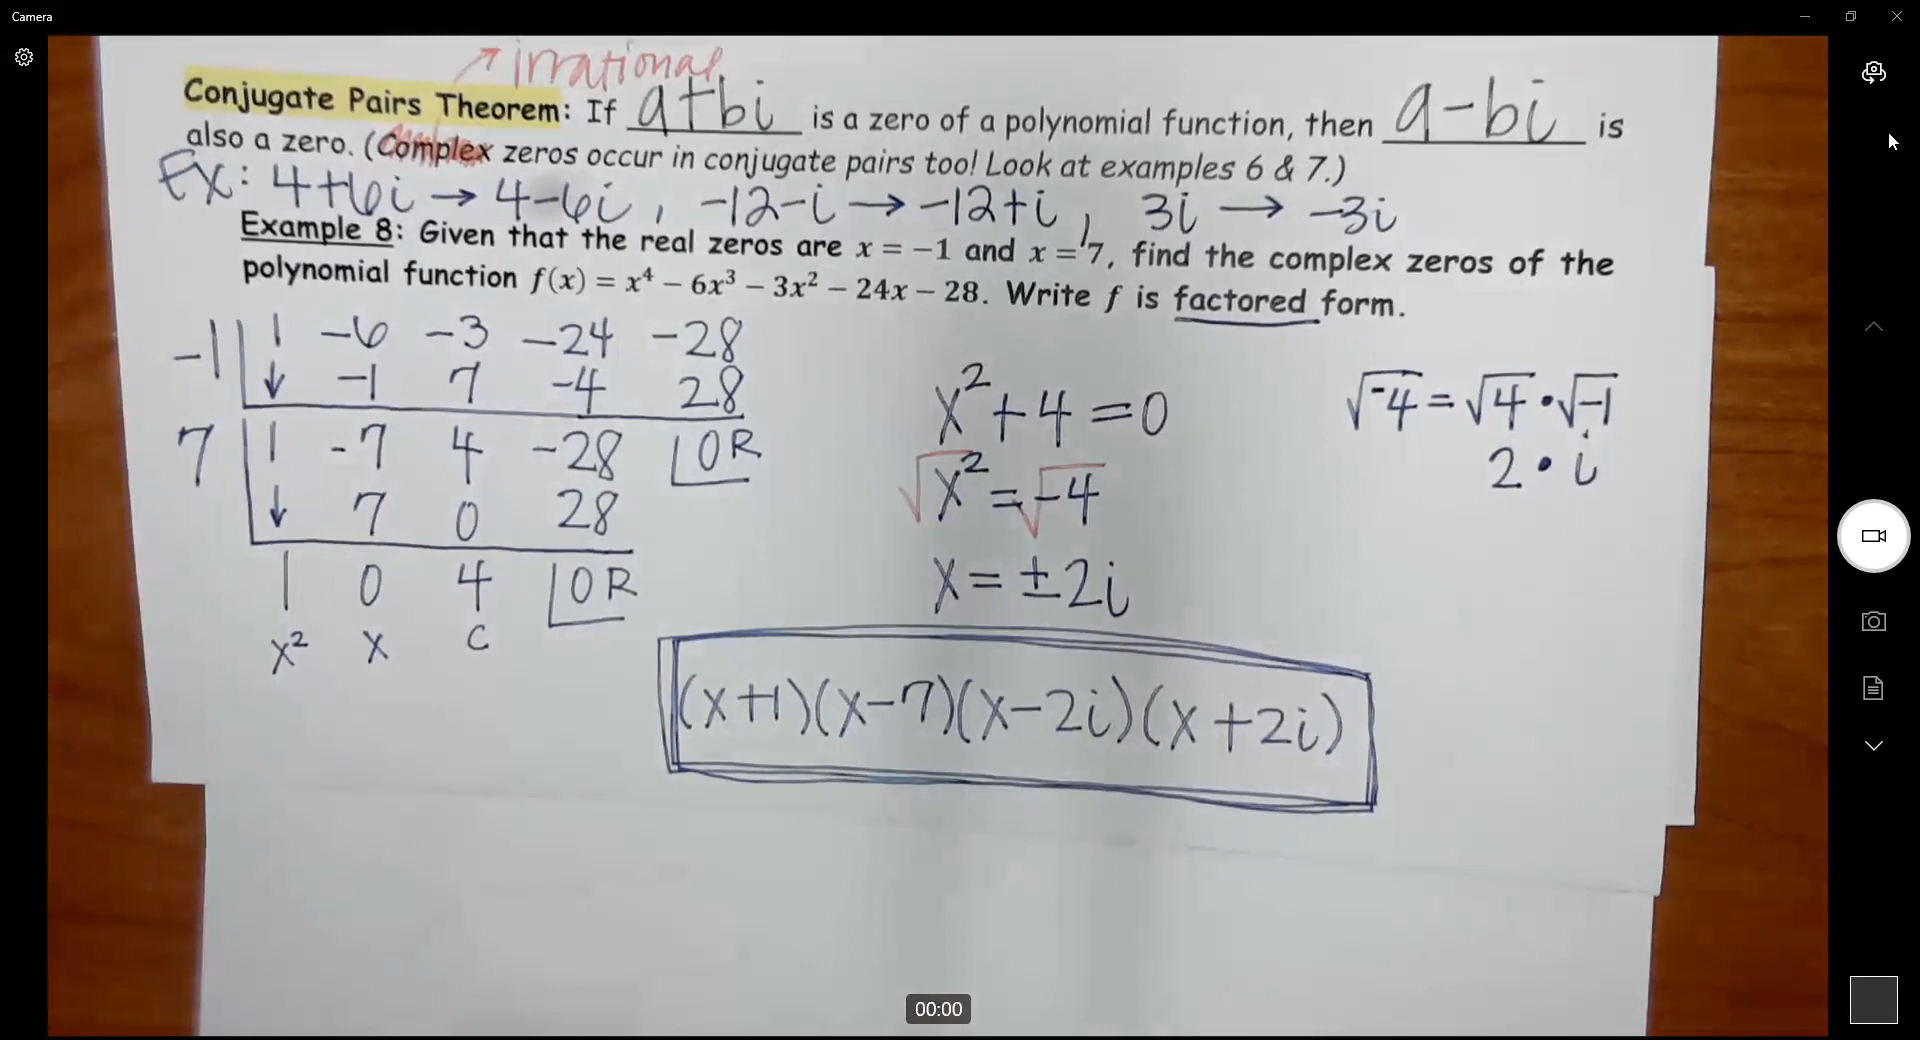 Camera
irrational
Conjugate Pairs Theorem: If a+bi is a zero of a polynomial function, then a-bi is
also a zero. (Complex zeros occur in conjugate pairs too! Look at examples 6 & 7.)
Ex: 4+6i → 4-6i, -12-i → -12+i, 3i → -3i
Example 8: Given that the real zeros are x = −1 and x = 7, find the complex zeros of the
polynomial function f(x) = x⁴ − 6x³ − 3x² − 24x − 28. Write f is factored form.
-1 | 1 -6 -3 -24 -28
↓ -1 7 -4 28
7 | 1 -7 4 -28 | 0 R
↓ 7 0 28
1 0 4 | 0 R
x² x c
x²+4=0
√x²=√-4
x=±2i
√-4=√4•√-1
2•i
(x+1)(x-7)(x-2i)(x+2i)
00:00